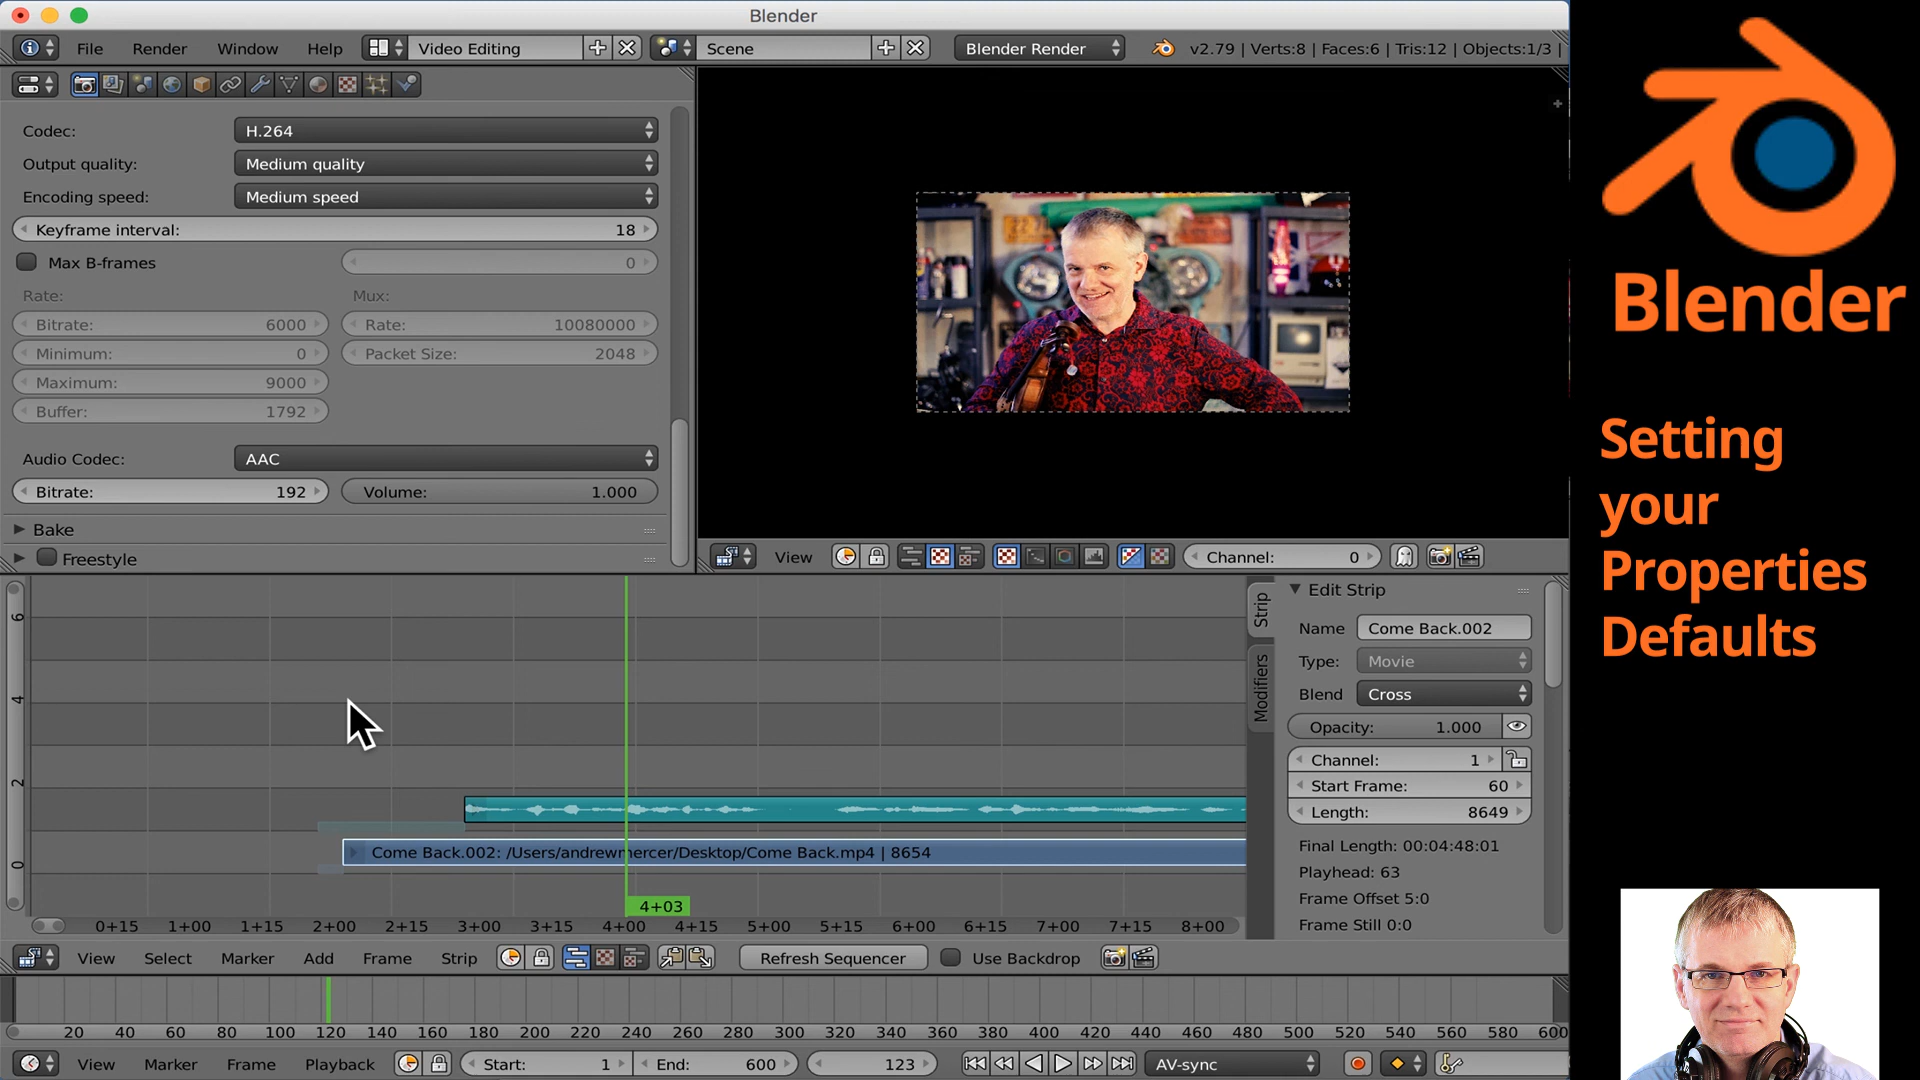 Blender
File Render Window Help Video Editing Scene Blender Render v2.79 | Verts:8 | Faces:6 | Tris:12 | Objects:1/3 |
Codec: H.264
Output quality: Medium quality
Encoding speed: Medium speed
Keyframe interval: 18
Max B-frames 0
Rate: Mux:
Bitrate: 6000 Rate: 10080000
Minimum: 0 Packet Size: 2048
Maximum: 9000
Buffer: 1792
Audio Codec: AAC
Bitrate: 192 Volume: 1.000
Bake
Freestyle
View Channel: 0
6
4
2
0
Come Back.002: /Users/andrewmercer/Desktop/Come Back.mp4 | 8654
4+03
0+15 1+00 1+15 2+00 2+15 3+00 3+15 4+00 4+15 5+00 5+15 6+00 6+15 7+00 7+15 8+00
Strip
Modifiers
Edit Strip
Name Come Back.002
Type: Movie
Blend Cross
Opacity: 1.000
Channel: 1
Start Frame: 60
Length: 8649
Final Length: 00:04:48:01
Playhead: 63
Frame Offset 5:0
Frame Still 0:0
View Select Marker Add Frame Strip Refresh Sequencer Use Backdrop
20 40 60 80 100 120 140 160 180 200 220 240 260 280 300 320 340 360 380 400 420 440 460 480 500 520 540 560 580 600
View Marker Frame Playback Start: 1 End: 600 123 AV-sync
Blender
Setting
your
Properties
Defaults